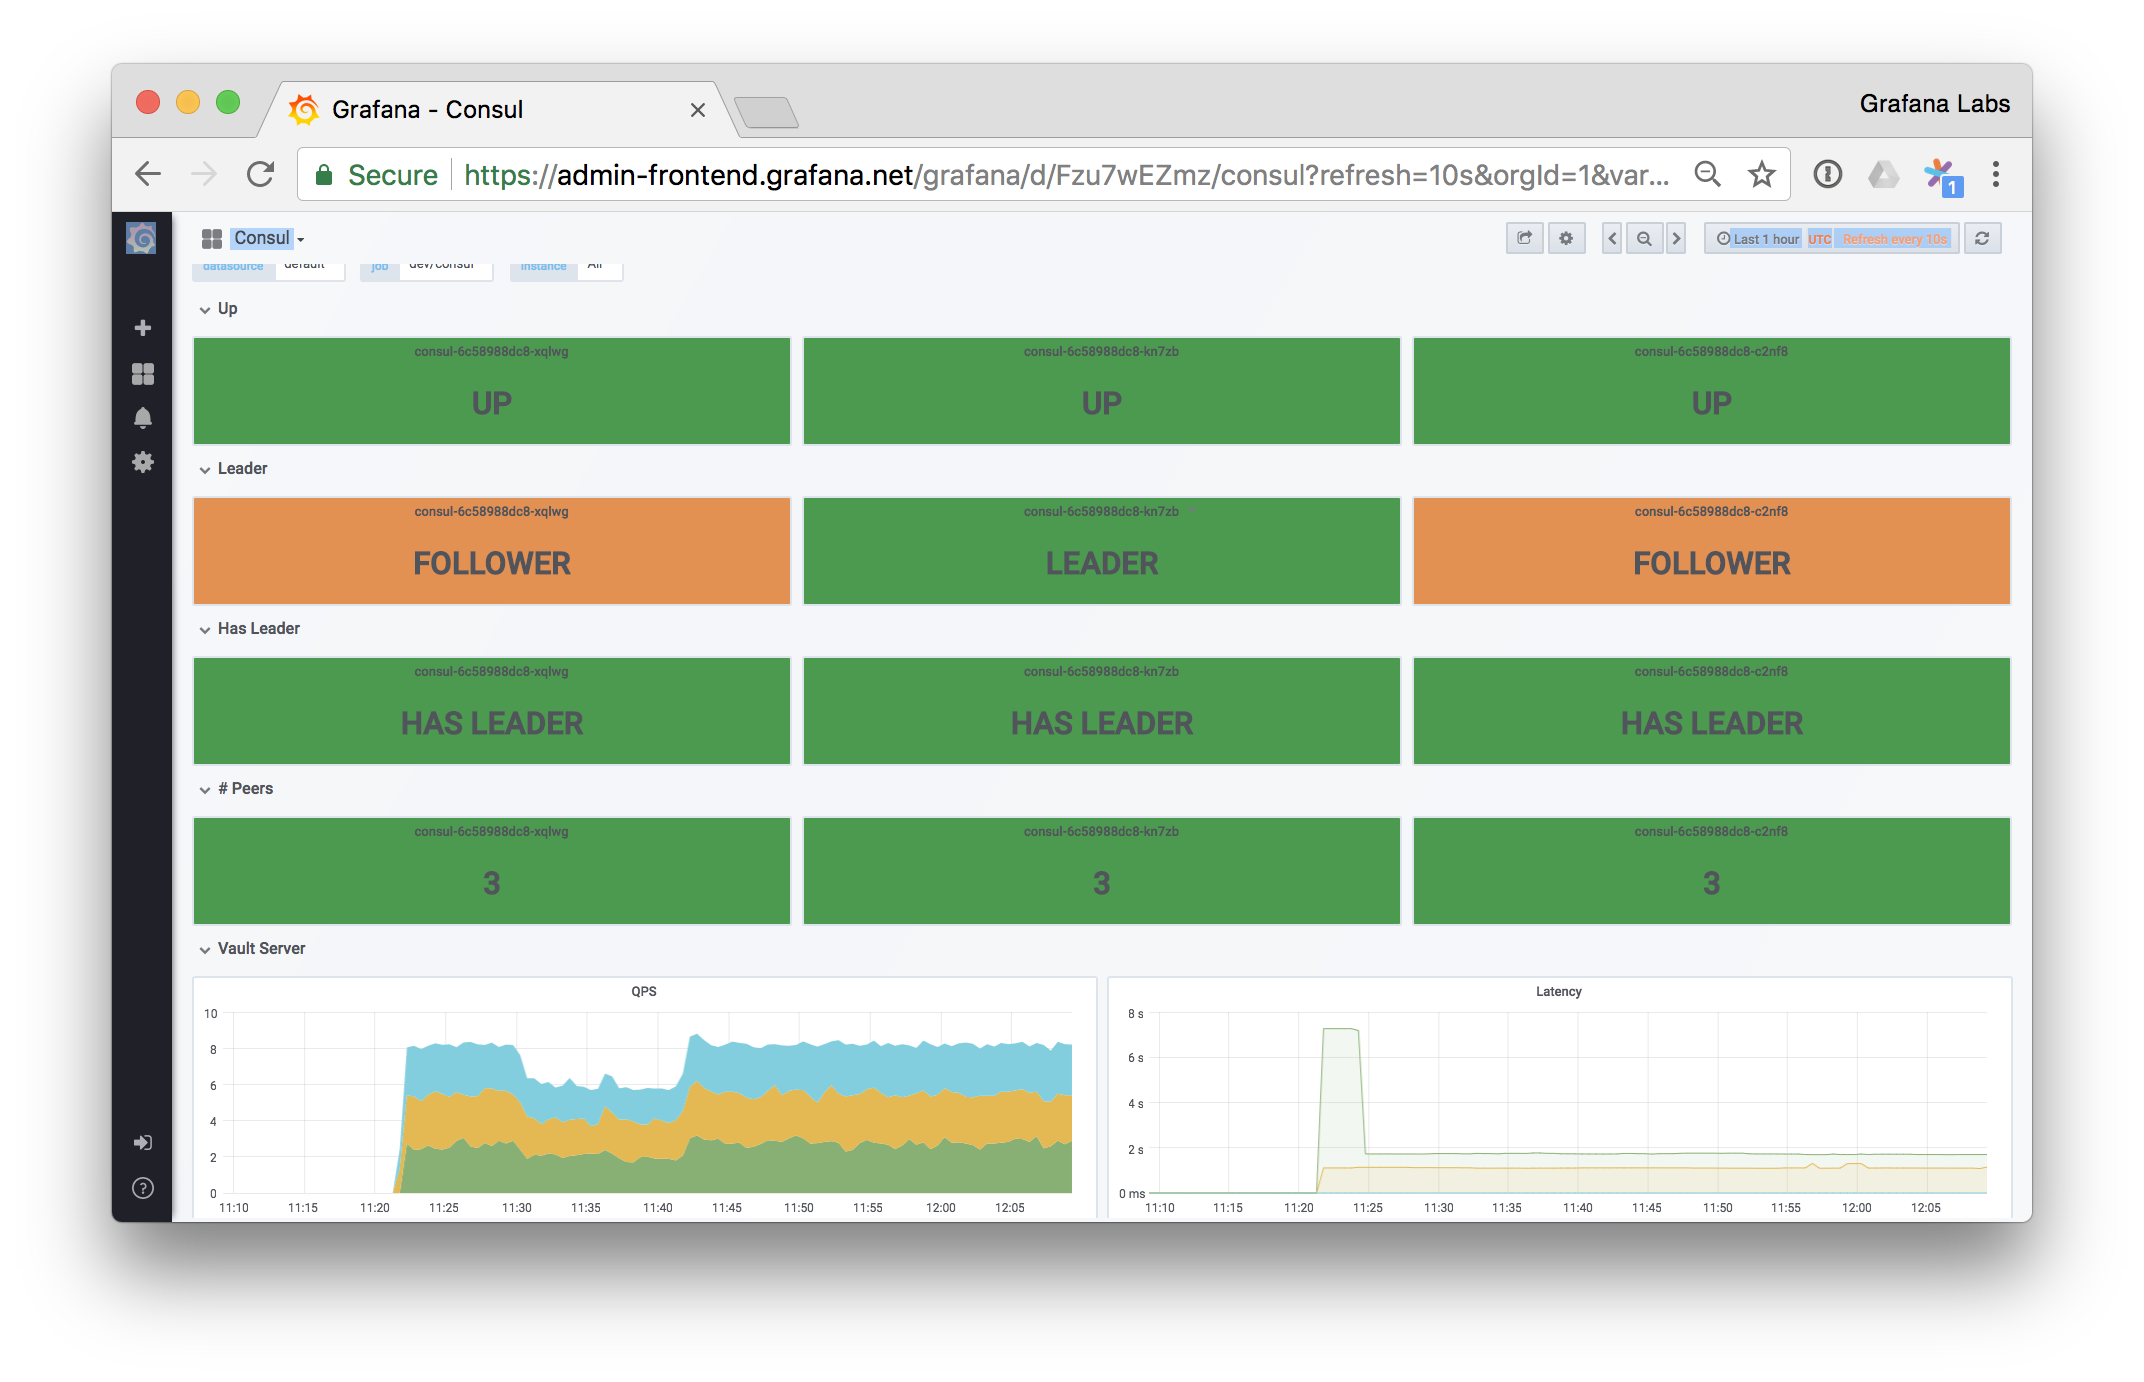 Grafana - Consul
Grafana Labs
Secure https://admin-frontend.grafana.net/grafana/d/Fzu7wEZmz/consul?refresh=10s&orgId=1&var...
1
Consul
Last 1 hour UTC Refresh every 10s
datasource default job dev/consul instance All
Up
consul-6c58988dc8-xqlwg consul-6c58988dc8-kn7zb consul-6c58988dc8-c2nf8
UP UP UP
Leader
consul-6c58988dc8-xqlwg consul-6c58988dc8-kn7zb consul-6c58988dc8-c2nf8
FOLLOWER LEADER FOLLOWER
Has Leader
consul-6c58988dc8-xqlwg consul-6c58988dc8-kn7zb consul-6c58988dc8-c2nf8
HAS LEADER HAS LEADER HAS LEADER
# Peers
consul-6c58988dc8-xqlwg consul-6c58988dc8-kn7zb consul-6c58988dc8-c2nf8
3 3 3
Vault Server
QPS
10
8
6
4
2
0
11:10 11:15 11:20 11:25 11:30 11:35 11:40 11:45 11:50 11:55 12:00 12:05
Latency
8 s
6 s
4 s
2 s
0 ms
11:10 11:15 11:20 11:25 11:30 11:35 11:40 11:45 11:50 11:55 12:00 12:05